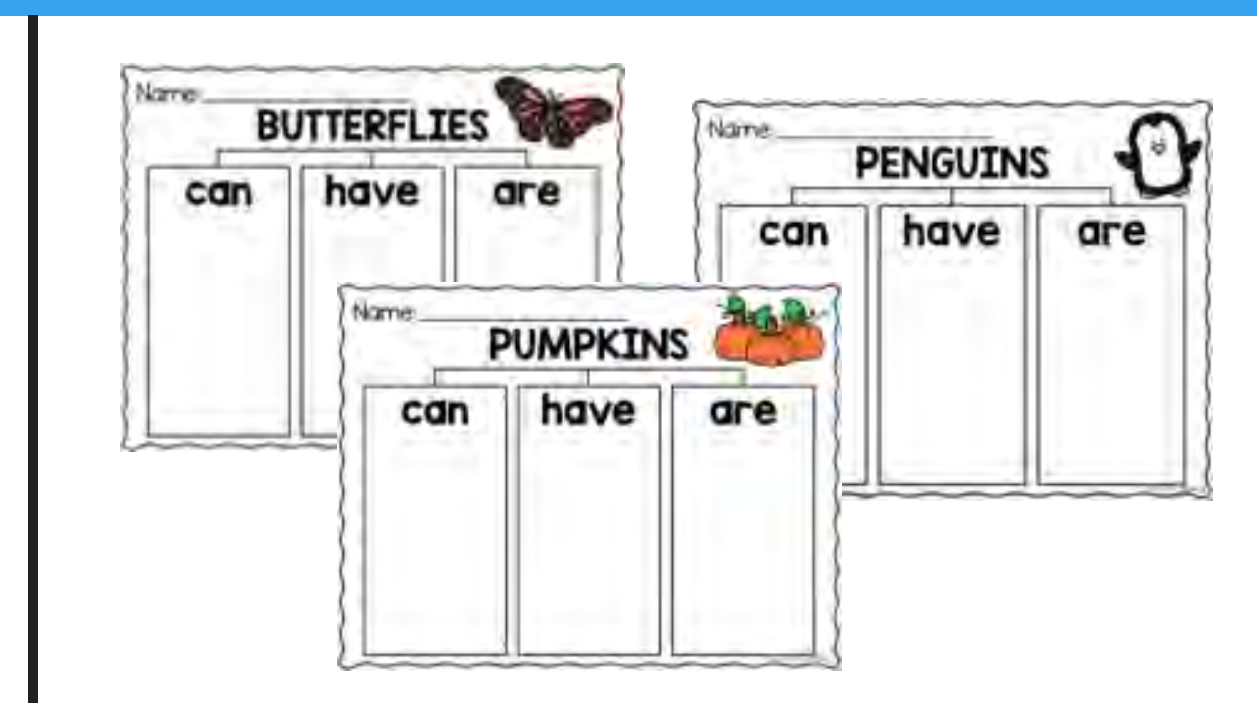 Name:
BUTTERFLIES
can have are
Name:
PENGUINS
can have are
Name:
PUMPKINS
can have are